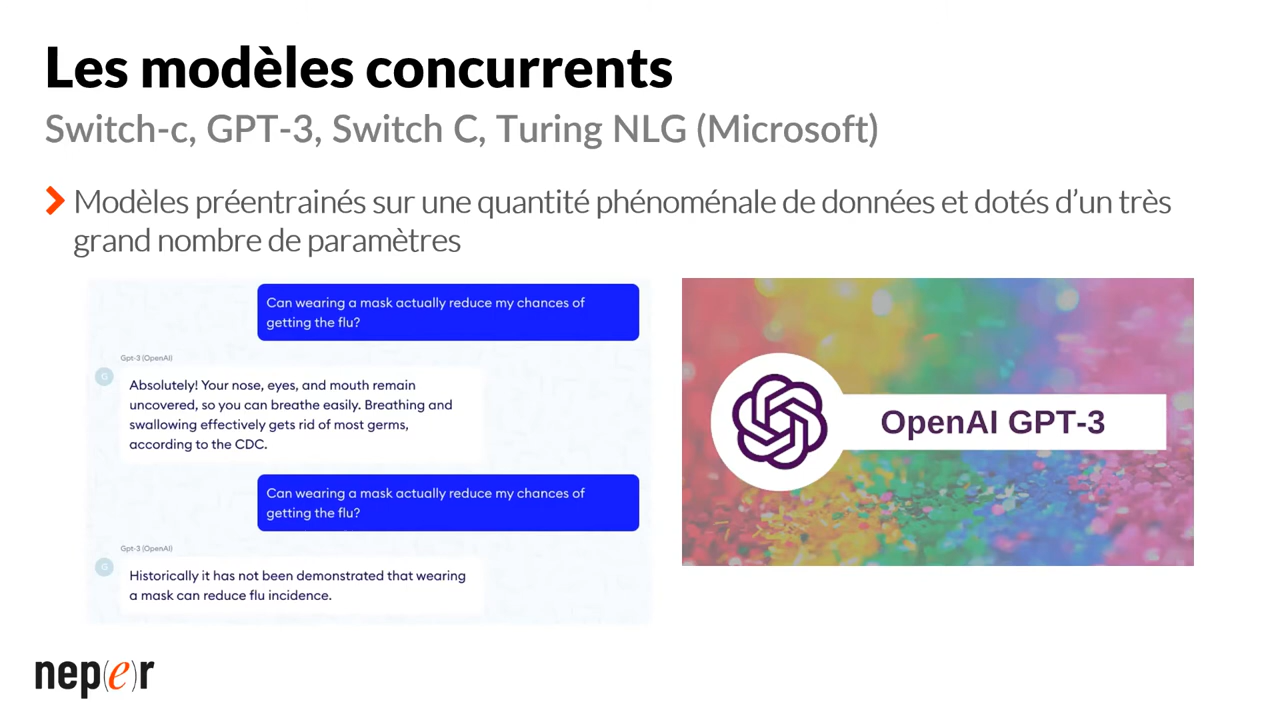 Les modèles concurrents
Switch-c, GPT-3, Switch C, Turing NLG (Microsoft)
Modèles préentrainés sur une quantité phénoménale de données et dotés d’un très
grand nombre de paramètres
Can wearing a mask actually reduce my chances of
getting the flu?
Gpt-3 (OpenAI)
G
Absolutely! Your nose, eyes, and mouth remain
uncovered, so you can breathe easily. Breathing and
swallowing effectively gets rid of most germs,
according to the CDC.
Can wearing a mask actually reduce my chances of
getting the flu?
Gpt-3 (OpenAI)
G
Historically it has not been demonstrated that wearing
a mask can reduce flu incidence.
OpenAI GPT-3
nep(e)r